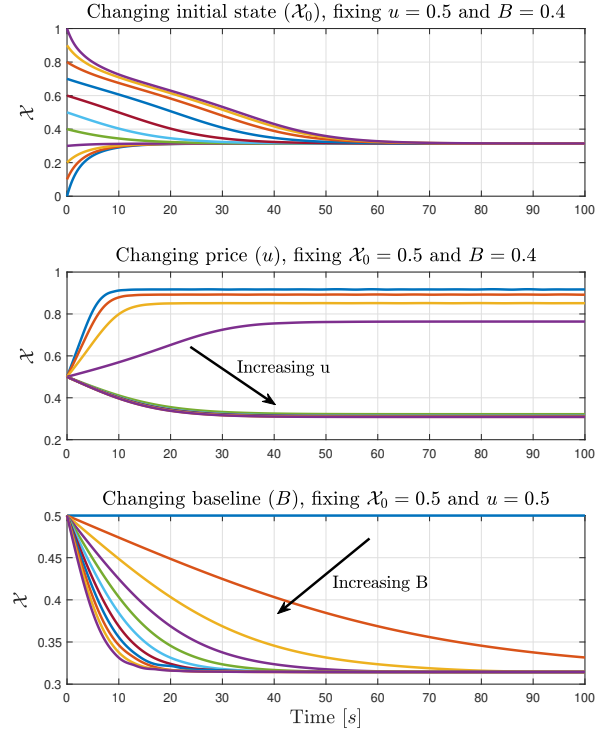 Changing initial state (𝒳₀), fixing u = 0.5 and B = 0.4
1
0.8
0.6
0.4
0.2
0
𝒳
0 10 20 30 40 50 60 70 80 90 100
Changing price (u), fixing 𝒳₀ = 0.5 and B = 0.4
1
0.8
0.6
0.4
0.2
𝒳
Increasing u
0 10 20 30 40 50 60 70 80 90 100
Changing baseline (B), fixing 𝒳₀ = 0.5 and u = 0.5
0.5
0.45
0.4
0.35
0.3
𝒳
Increasing B
0 10 20 30 40 50 60 70 80 90 100
Time [s]